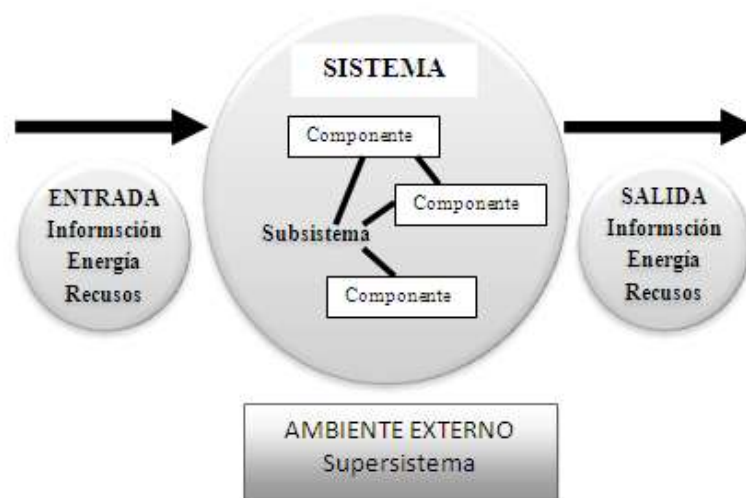 SISTEMA
Componente
Componente
Subsistema
Componente
ENTRADA
Informsción
Energía
Recusos
SALIDA
Informsción
Energía
Recusos
AMBIENTE EXTERNO
Supersistema